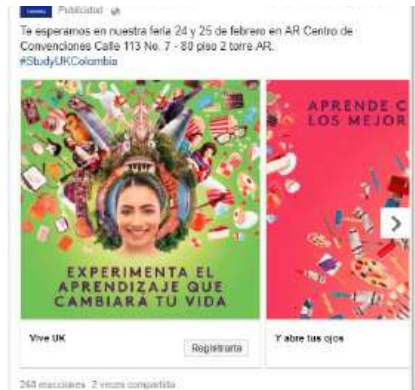 Publicidad
Te esperamos en nuestra feria 24 y 25 de febrero en AR Centro de
Convenciones Calle 113 No. 7 - 80 piso 2 torre AR.
#StudyUKColombia
EXPERIMENTA EL
APRENDIZAJE QUE
CAMBIARÁ TU VIDA
APRENDE C
LOS MEJOR
Vive UK
Registrarte
Y abre tus ojos
268 reacciones 2 veces compartido